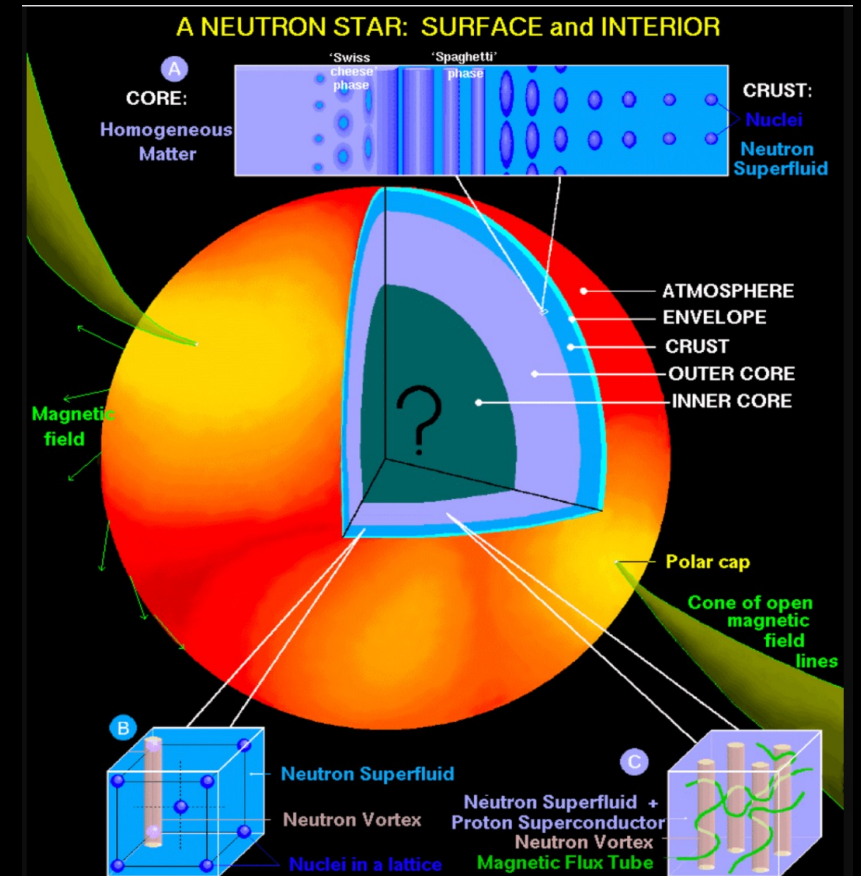 A NEUTRON STAR: SURFACE and INTERIOR
A
CORE:
Homogeneous
Matter
'Swiss
cheese'
phase
'Spaghetti'
phase
CRUST:
Nuclei
Neutron
Superfluid
ATMOSPHERE
ENVELOPE
CRUST
OUTER CORE
INNER CORE
?
Magnetic
field
Polar cap
Cone of open
magnetic
field
lines
B
Neutron Superfluid
Neutron Vortex
Nuclei in a lattice
C
Neutron Superfluid +
Proton Superconductor
Neutron Vortex
Magnetic Flux Tube